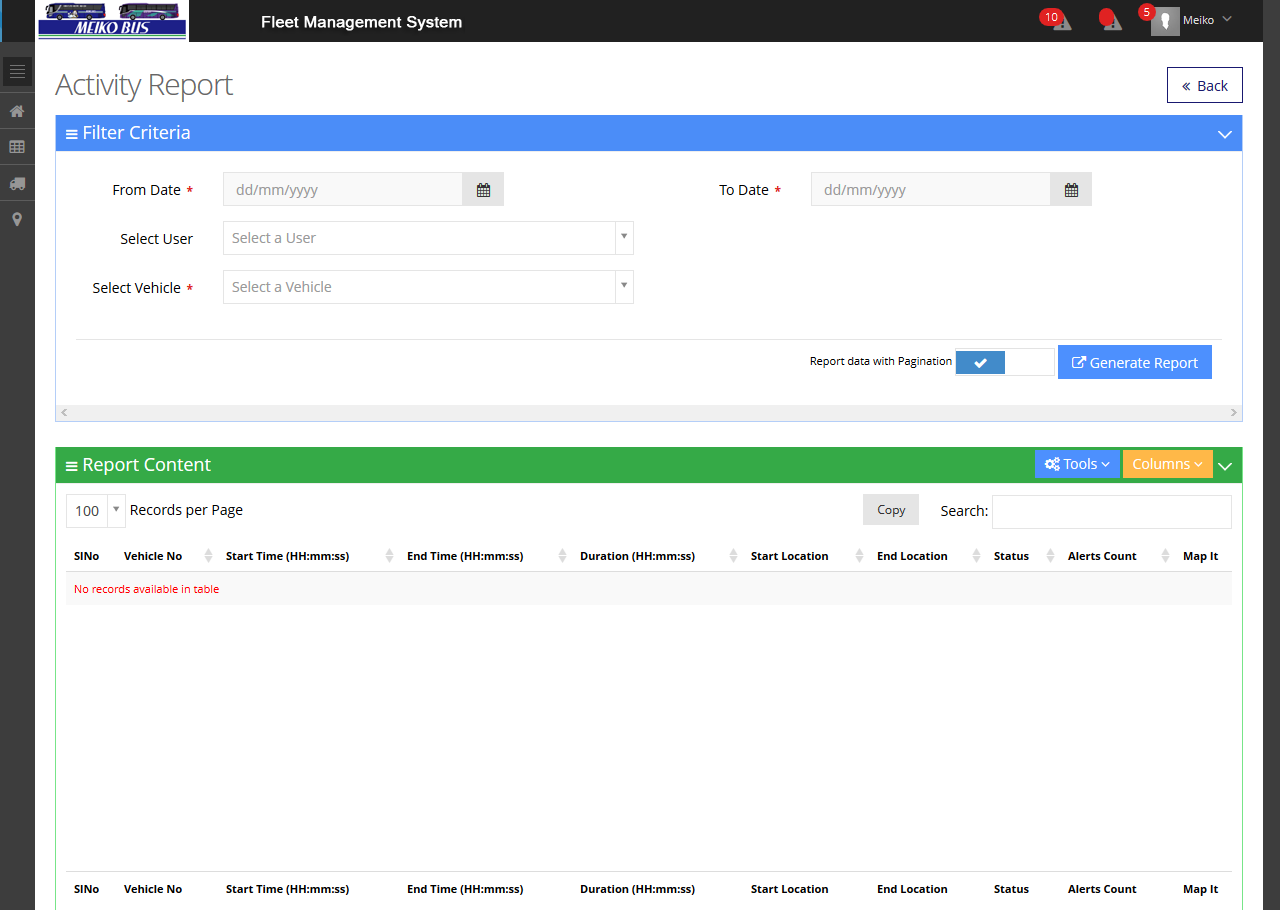 MEIKO BUS
Fleet Management System
10
5
Meiko
Activity Report
« Back
Filter Criteria
From Date * dd/mm/yyyy
To Date * dd/mm/yyyy
Select User Select a User
Select Vehicle * Select a Vehicle
Report data with Pagination
Generate Report
Report Content
Tools
Columns
100 Records per Page
Copy
Search:
SlNo Vehicle No Start Time (HH:mm:ss) End Time (HH:mm:ss) Duration (HH:mm:ss) Start Location End Location Status Alerts Count Map It
No records available in table
SlNo Vehicle No Start Time (HH:mm:ss) End Time (HH:mm:ss) Duration (HH:mm:ss) Start Location End Location Status Alerts Count Map It